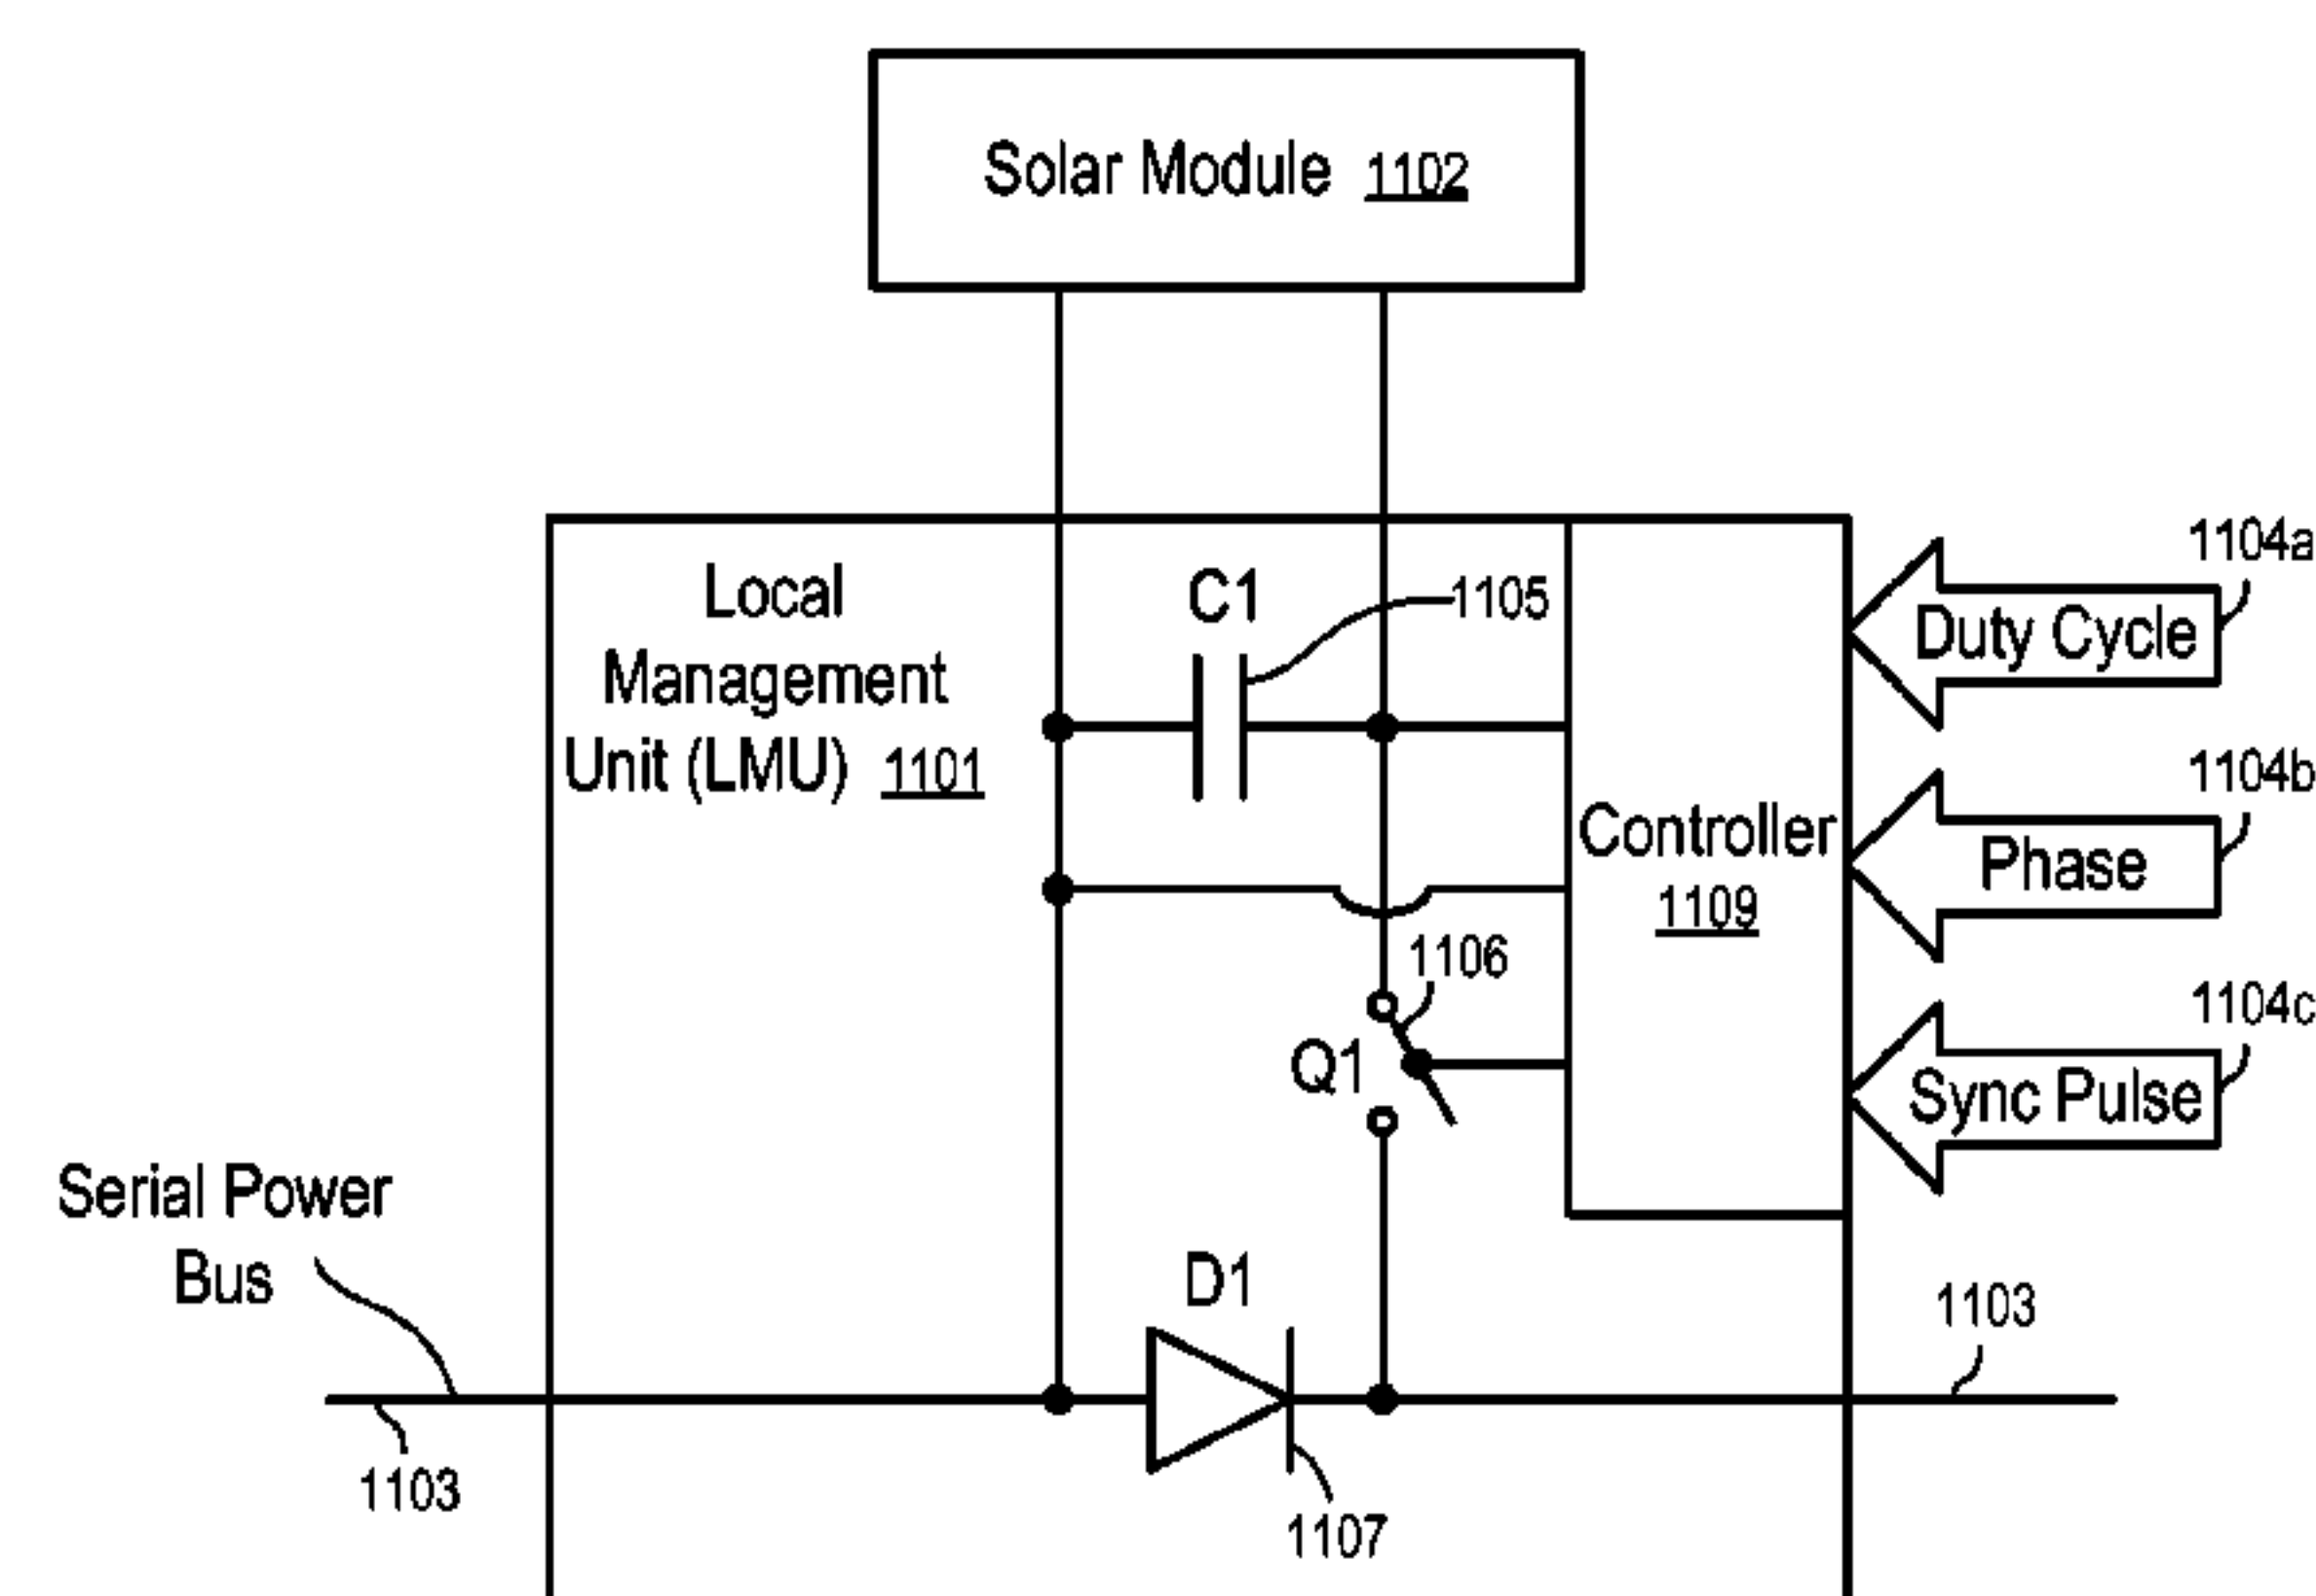 Solar Module 1102
Local
Management
Unit (LMU) 1101
C1
1105
1104a
Duty Cycle
1104b
Phase
Controller
1109
1106
Q1
1104c
Sync Pulse
Serial Power
Bus
D1
1103
1103
1107